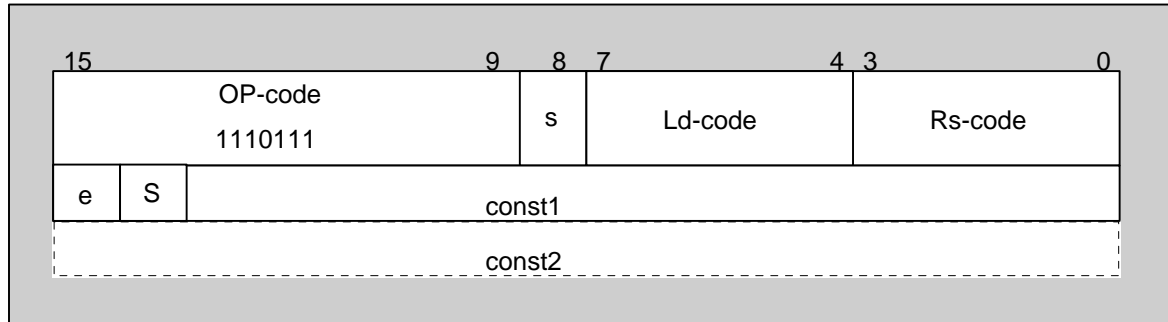 15 9 8 7 4 3 0
OP-code
1110111
s
Ld-code
Rs-code
e
S
const1
const2